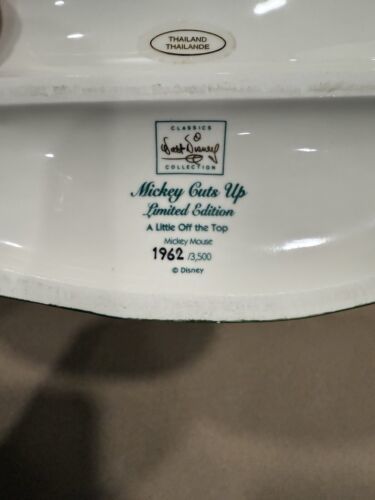 THAILAND
THAILANDE
CLASSICS
Walt Disney
COLLECTION
Mickey Cuts Up
Limited Edition
A Little Off the Top
Mickey Mouse
1962 /3,500
© Disney